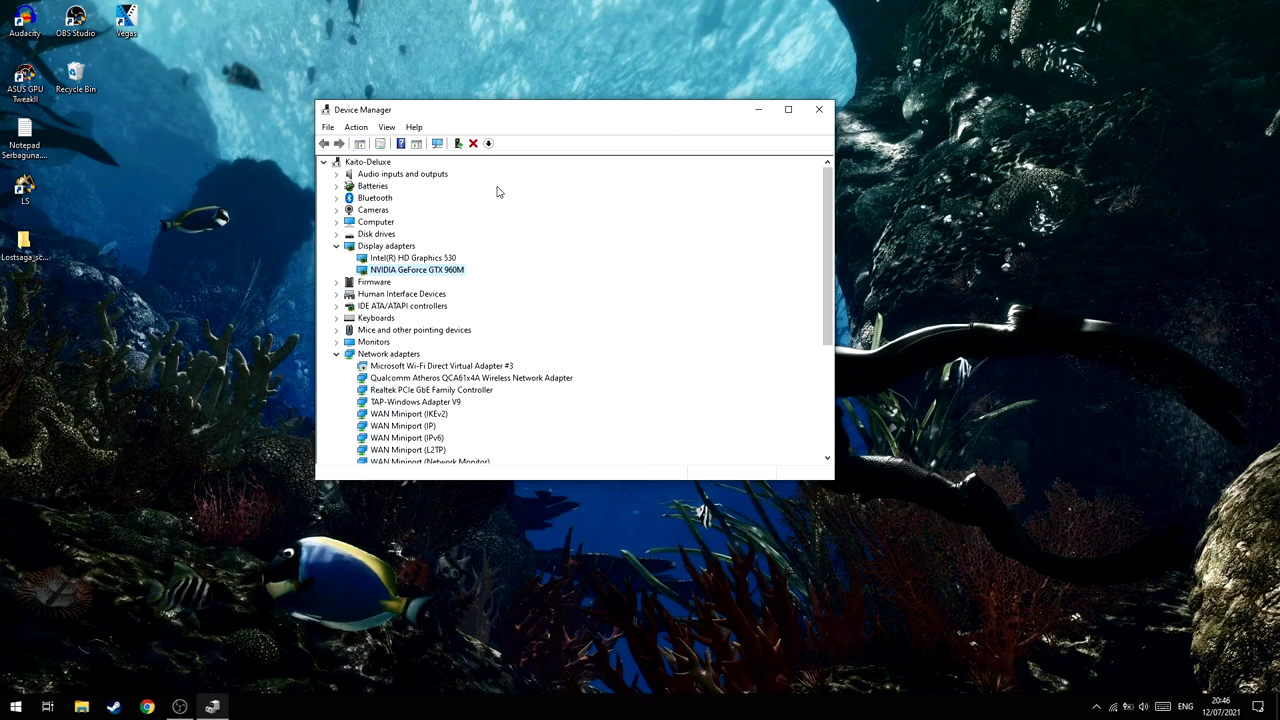 Audacity
OBS Studio
Vegas
ASUS GPU
TweakII
Recycle Bin
Notepad
Serbaguna....
LS
Lostsaga_sc...
Device Manager
File Action View Help
Kaito-Deluxe
Audio inputs and outputs
Batteries
Bluetooth
Cameras
Computer
Disk drives
Display adapters
Intel(R) HD Graphics 530
NVIDIA GeForce GTX 960M
Firmware
Human Interface Devices
IDE ATA/ATAPI controllers
Keyboards
Mice and other pointing devices
Monitors
Network adapters
Microsoft Wi-Fi Direct Virtual Adapter #3
Qualcomm Atheros QCA61x4A Wireless Network Adapter
Realtek PCIe GbE Family Controller
TAP-Windows Adapter V9
WAN Miniport (IKEv2)
WAN Miniport (IP)
WAN Miniport (IPv6)
WAN Miniport (L2TP)
WAN Miniport (Network Monitor)
ENG
20:46
12/07/2021